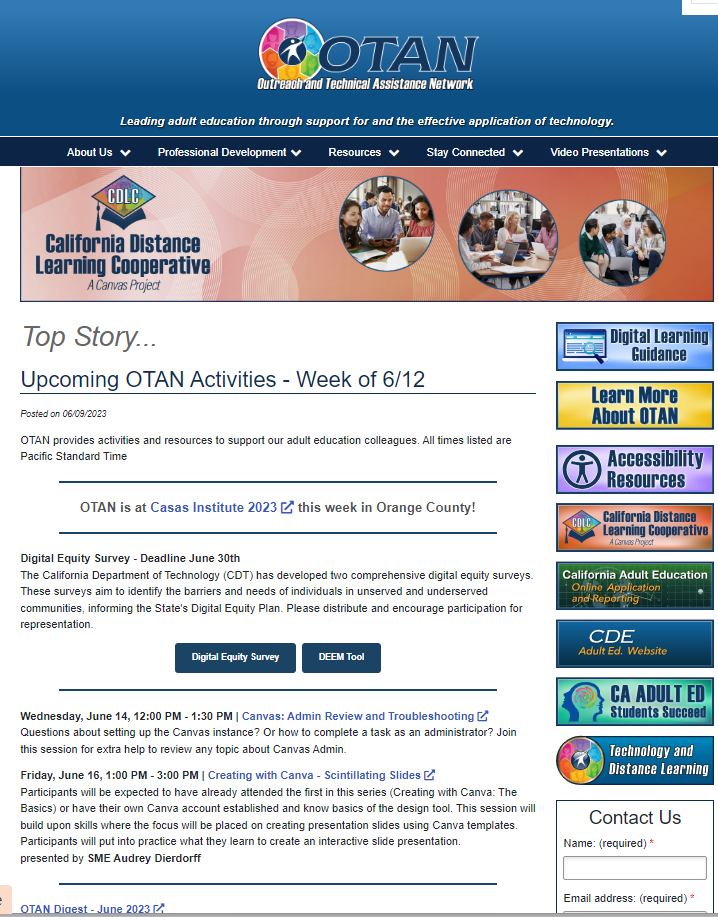 OTAN
Outreach and Technical Assistance Network
Leading adult education through support for and the effective application of technology.
About Us
Professional Development
Resources
Stay Connected
Video Presentations
CDLC
California Distance
Learning Cooperative
A Canvas Project
Top Story...
Upcoming OTAN Activities - Week of 6/12
Posted on 06/09/2023
OTAN provides activities and resources to support our adult education colleagues. All times listed are
Pacific Standard Time
OTAN is at Casas Institute 2023 this week in Orange County!
Digital Equity Survey - Deadline June 30th
The California Department of Technology (CDT) has developed two comprehensive digital equity surveys.
These surveys aim to identify the barriers and needs of individuals in unserved and underserved
communities, informing the State's Digital Equity Plan. Please distribute and encourage participation for
representation.
Digital Equity Survey
DEEM Tool
Wednesday, June 14, 12:00 PM - 1:30 PM | Canvas: Admin Review and Troubleshooting
Questions about setting up the Canvas instance? Or how to complete a task as an administrator? Join
this session for extra help to review any topic about Canvas Admin.
Friday, June 16, 1:00 PM - 3:00 PM | Creating with Canva - Scintillating Slides
Participants will be expected to have already attended the first in this series (Creating with Canva: The
Basics) or have their own Canva account established and know basics of the design tool. This session will
build upon skills where the focus will be placed on creating presentation slides using Canva templates.
Participants will put into practice what they learn to create an interactive slide presentation.
presented by SME Audrey Dierdorff
OTAN Digest - June 2023
Digital Learning
Guidance
Learn More
About OTAN
Accessibility
Resources
CDLC
California Distance
Learning Cooperative
A Canvas Project
California Adult Education
Online Application
and Reporting
CDE
Adult Ed. Website
CA ADULT ED
Students Succeed
Technology and
Distance Learning
Contact Us
Name: (required) *
Email address: (required) *